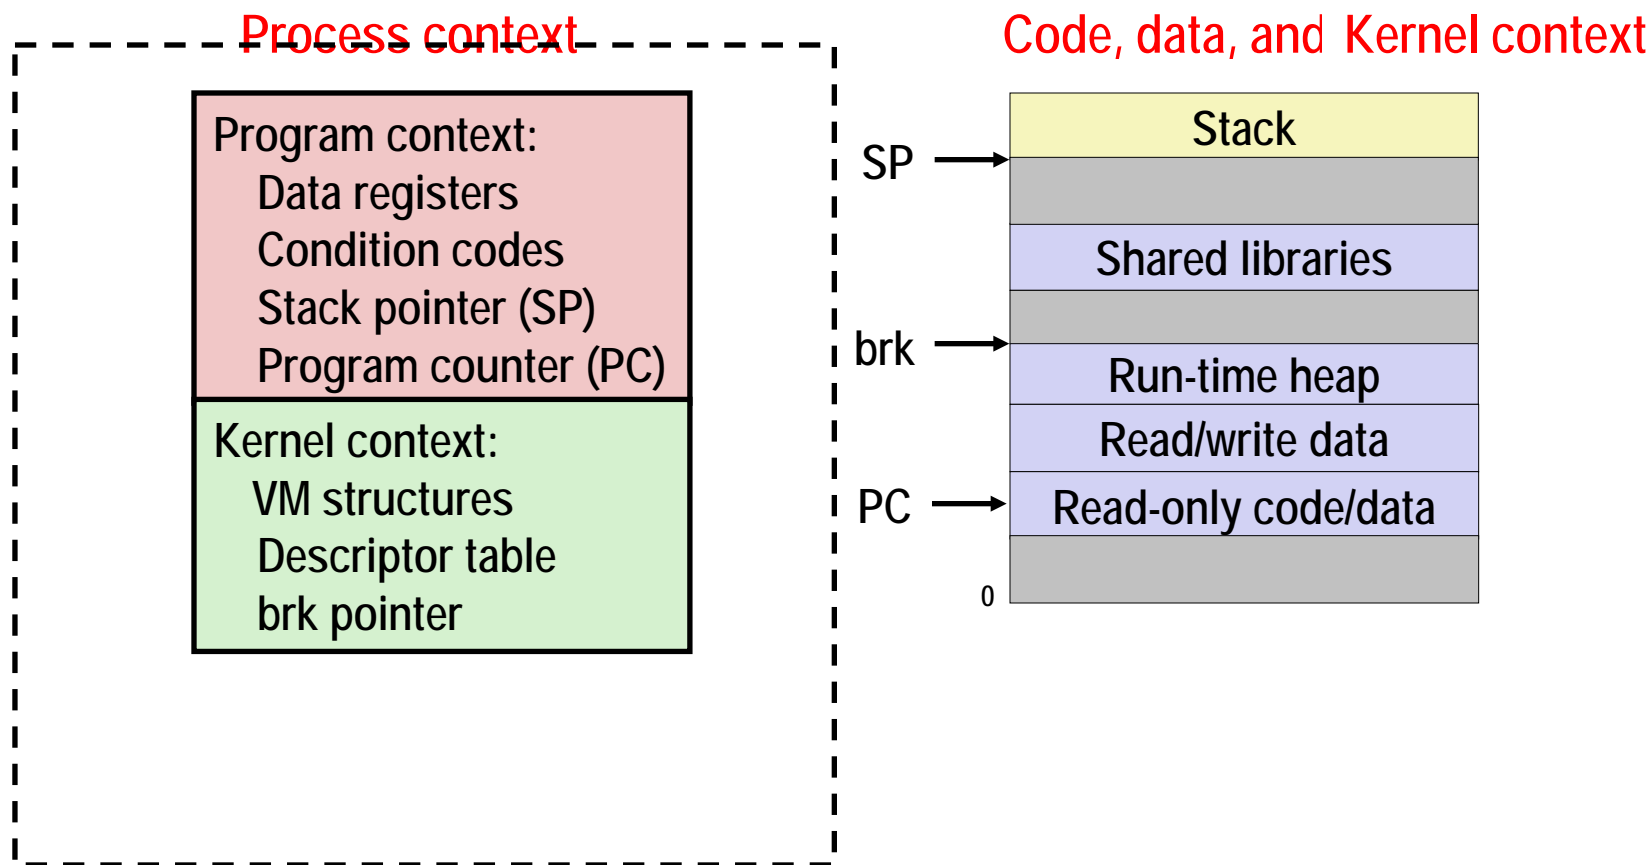 Process context
Code, data, and Kernel context
Program context:
Data registers
Condition codes
Stack pointer (SP)
Program counter (PC)
Kernel context:
VM structures
Descriptor table
brk pointer
Stack
SP
Shared libraries
brk
Run-time heap
Read/write data
PC
Read-only code/data
0